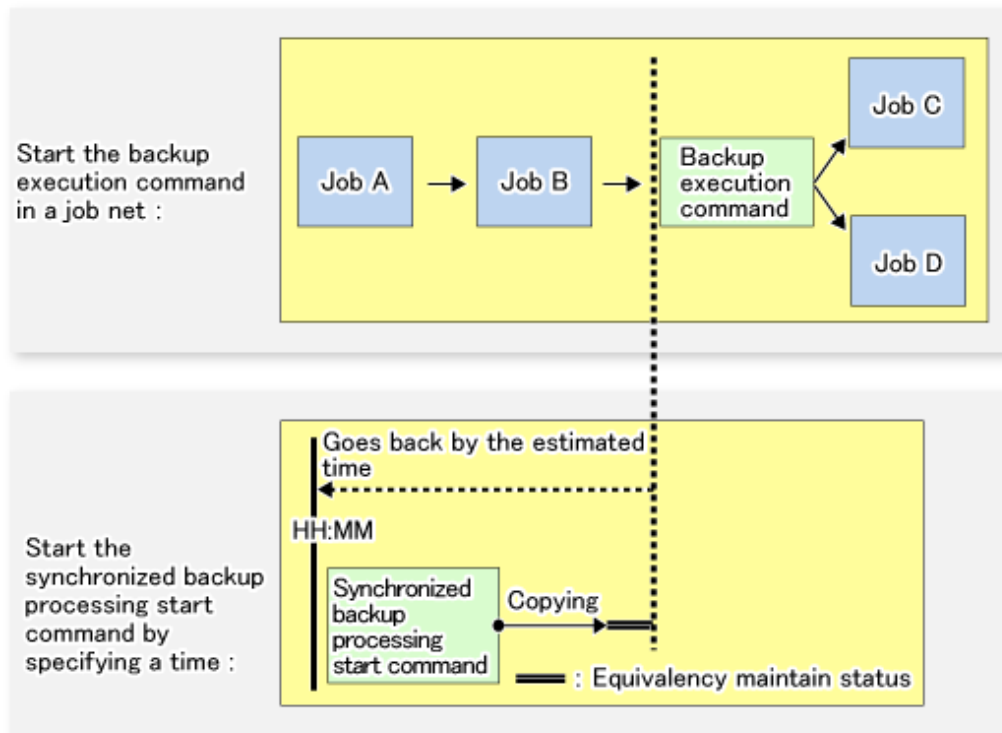 Start the backup
execution command
in a job net :
Job A
Job B
Backup
execution
command
Job C
Job D
Start the
synchronized backup
processing start
command by
specifying a time :
Goes back by the estimated
time
HH:MM
Synchronized
backup
processing
start command
Copying
: Equivalency maintain status